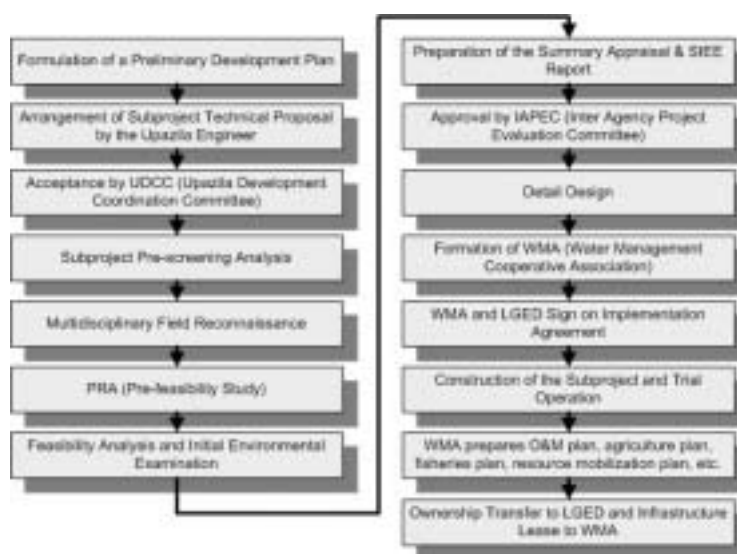 Formulation of a Preliminary Development Plan
Arrangement of Subproject Technical Proposal
by the Upazila Engineer
Acceptance by UDCC (Upazila Development
Coordination Committee)
Subproject Pre-screening Analysis
Multidisciplinary Field Reconnaissance
PRA (Pre-feasibility Study)
Feasibility Analysis and Initial Environmental
Examination
Preparation of the Summary Appraisal & SIEE
Report
Approval by IAPEC (Inter Agency Project
Evaluation Committee)
Detail Design
Formation of WMA (Water Management
Cooperative Association)
WMA and LGED Sign on Implementation
Agreement
Construction of the Subproject and Trial
Operation
WMA prepares O&M plan, agriculture plan,
fisheries plan, resource mobilization plan, etc.
Ownership Transfer to LGED and Infrastructure
Lease to WMA